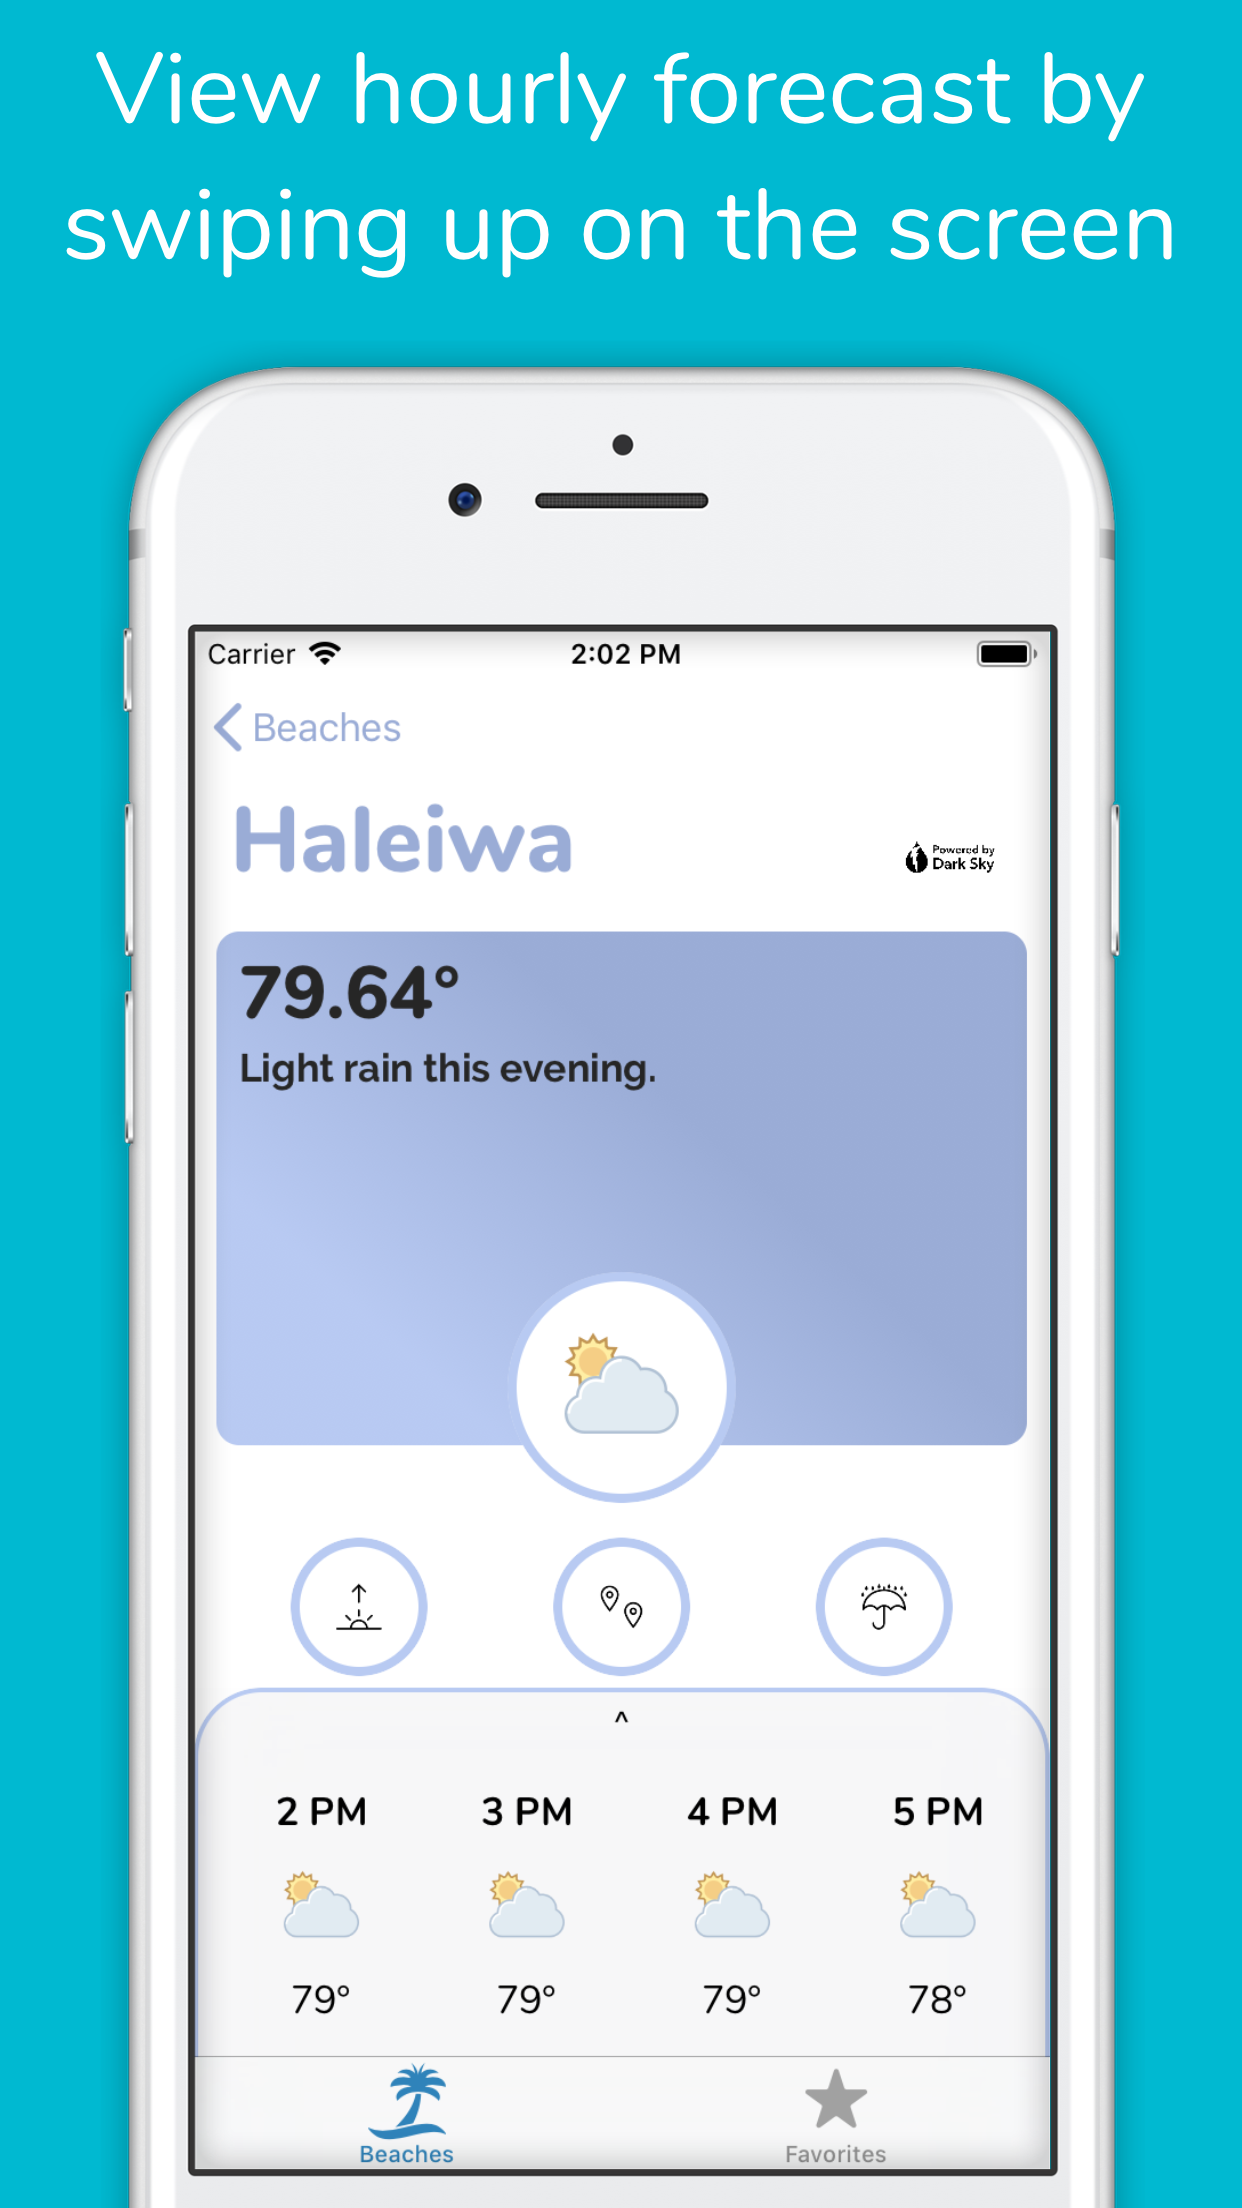 View hourly forecast by
swiping up on the screen
Carrier 2:02 PM
Beaches
Haleiwa
Powered by
Dark Sky
79.64°
Light rain this evening.
^
2 PM 3 PM 4 PM 5 PM
79° 79° 79° 78°
Beaches Favorites